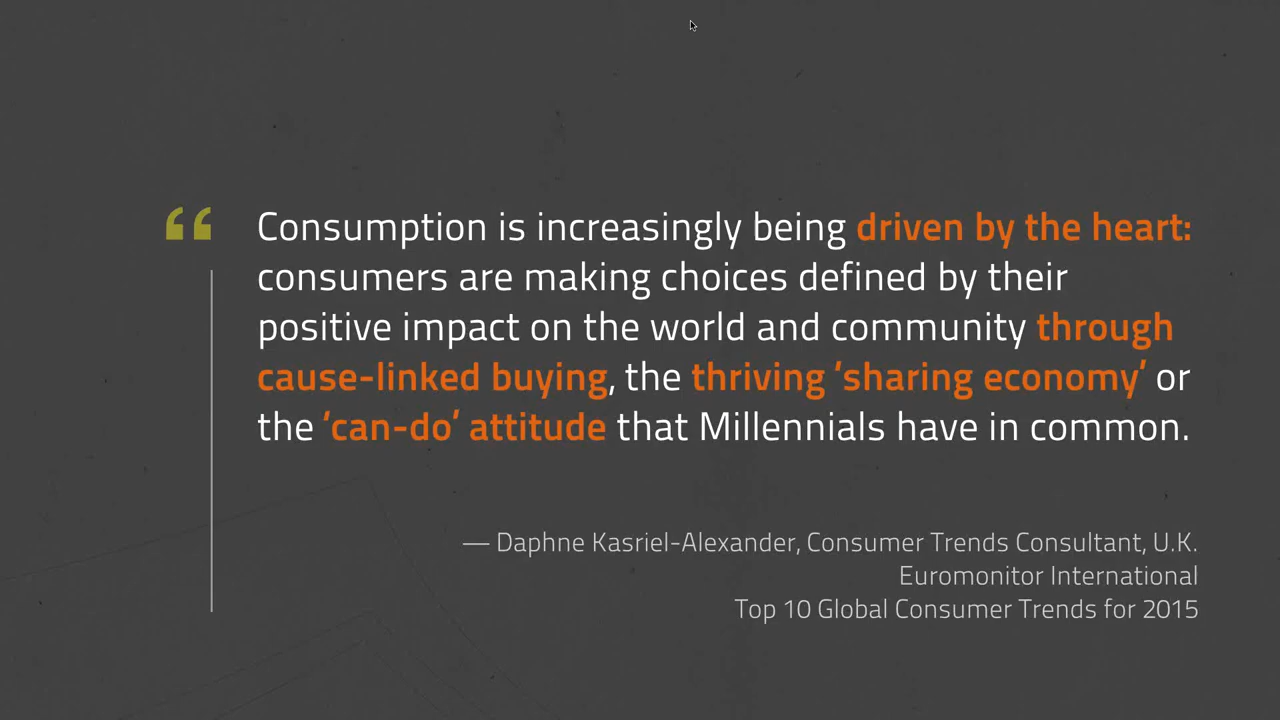 “ Consumption is increasingly being driven by the heart:
consumers are making choices defined by their
positive impact on the world and community through
cause-linked buying, the thriving ‘sharing economy’ or
the ‘can-do’ attitude that Millennials have in common.
— Daphne Kasriel-Alexander, Consumer Trends Consultant, U.K.
Euromonitor International
Top 10 Global Consumer Trends for 2015